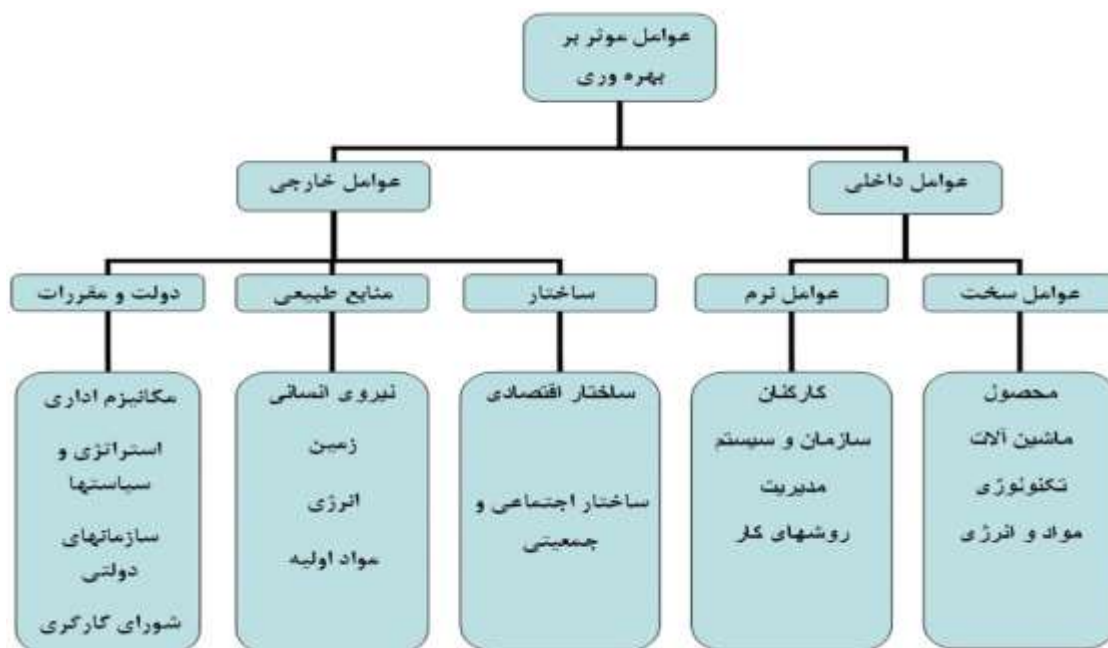 عوامل موثر بر
بهره وری
عوامل داخلی
عوامل خارجی
عوامل سخت
عوامل نرم
ساختار
منابع طبیعی
دولت و مقررات
محصول
ماشین آلات
تکنولوژی
مواد و انرژی
کارکنان
سازمان و سیستم
مدیریت
روشهای کار
ساختار اقتصادی
ساختار اجتماعی و
جمعیتی
نیروی انسانی
زمین
انرژی
مواد اولیه
مکانیزم اداری
استراتژی و
سیاستها
سازمانهای
دولتی
شورای کارگری